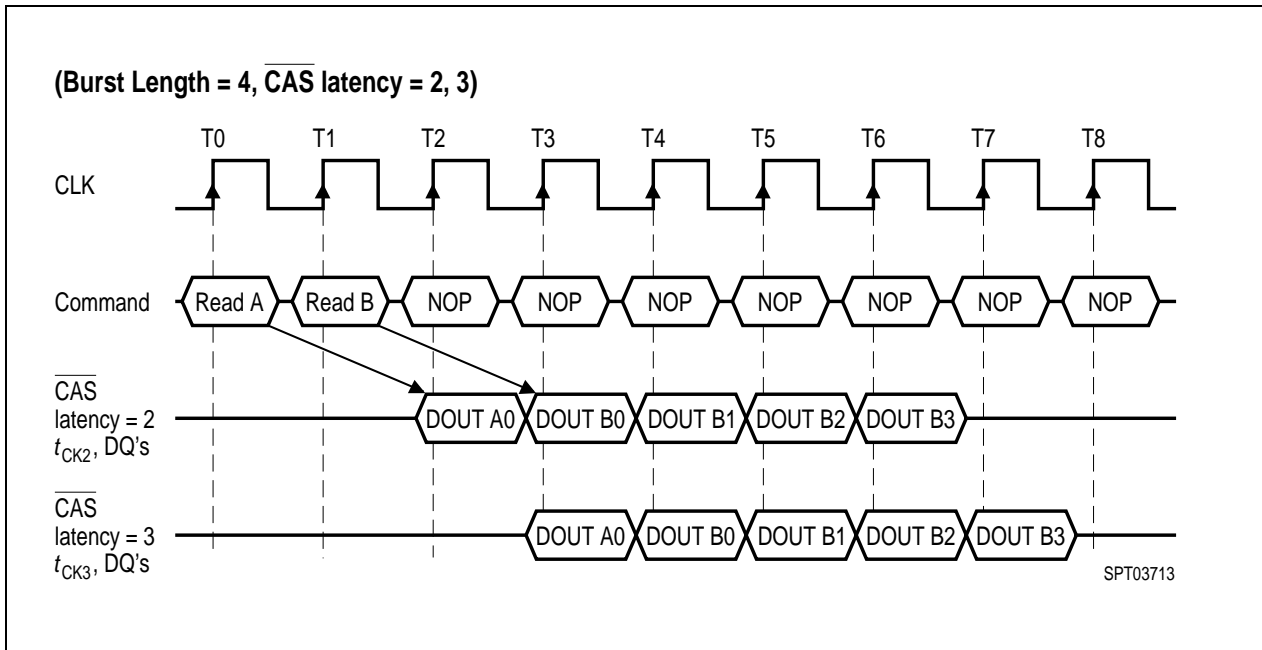 (Burst Length = 4, CAS latency = 2, 3)
T0 T1 T2 T3 T4 T5 T6 T7 T8
CLK
Command Read A Read B NOP NOP NOP NOP NOP NOP NOP
CAS
latency = 2 DOUT A0 DOUT B0 DOUT B1 DOUT B2 DOUT B3
tCK2, DQ's
CAS
latency = 3 DOUT A0 DOUT B0 DOUT B1 DOUT B2 DOUT B3
tCK3, DQ's
SPT03713